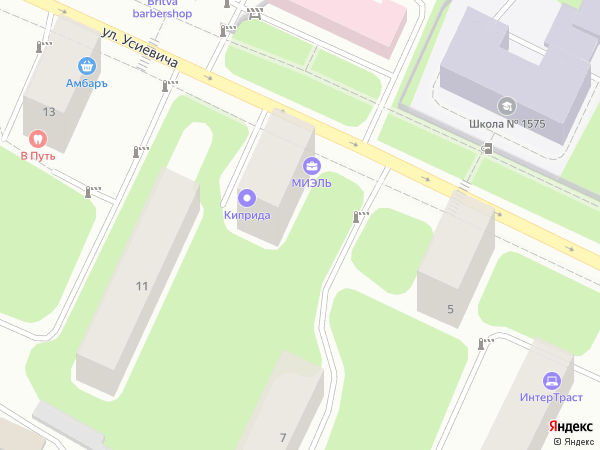 Britva
barbershop
ул. Усиевича
Амбаръ
13
В Путь
Школа № 1575
МИЭЛЬ
Киприда
11
5
ИнтерТраст
7
Яндекс
© Яндекс